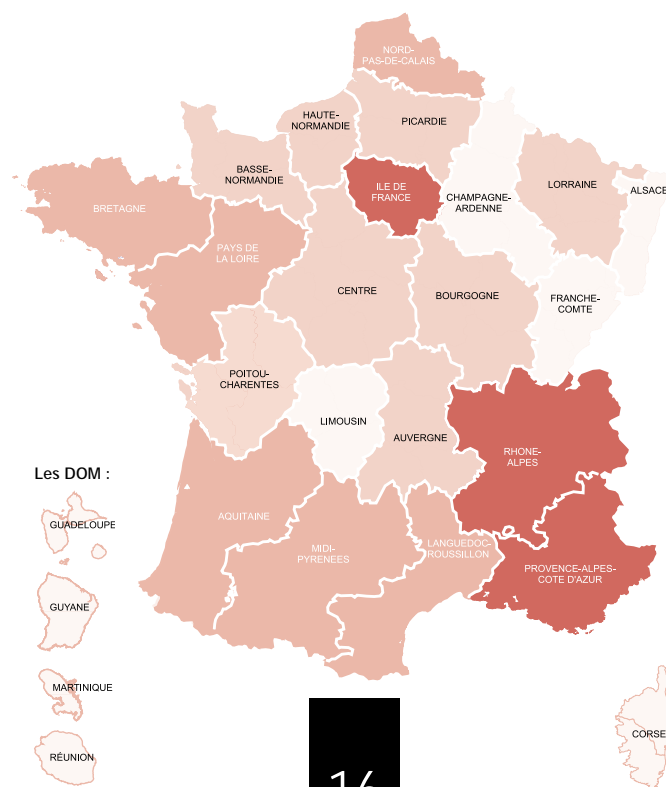 NORD-
PAS-DE-CALAIS
HAUTE-
NORMANDIE
PICARDIE
BASSE-
NORMANDIE
ILE DE
FRANCE
CHAMPAGNE-
ARDENNE
LORRAINE
ALSACE
BRETAGNE
PAYS DE
LA LOIRE
CENTRE
BOURGOGNE
FRANCHE-
COMTE
POITOU-
CHARENTES
LIMOUSIN
AUVERGNE
RHONE-
ALPES
AQUITAINE
MIDI-
PYRENEES
LANGUEDOC-
ROUSSILLON
PROVENCE-ALPES-
COTE D'AZUR
Les DOM :
GUADELOUPE
GUYANE
MARTINIQUE
RÉUNION
CORSE
16